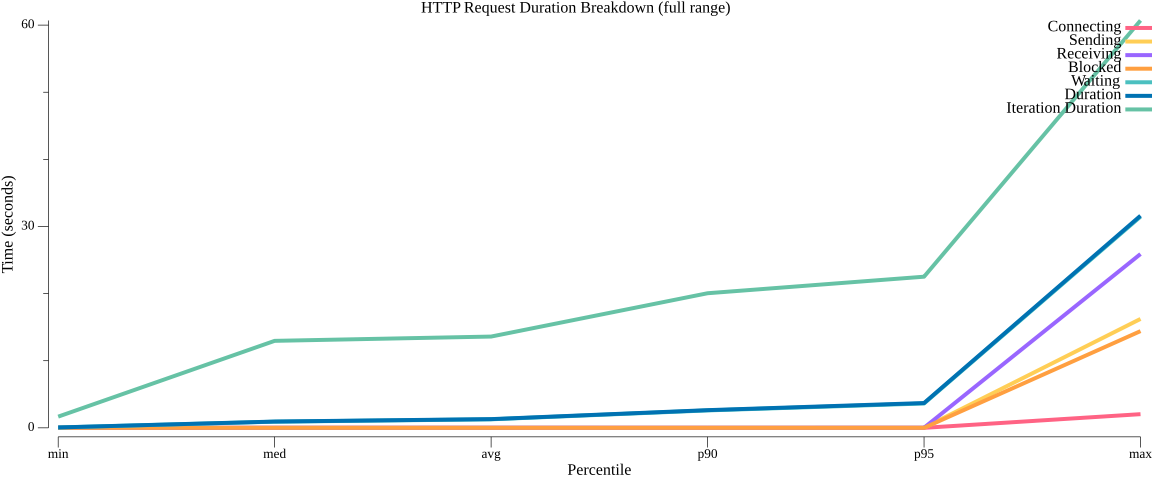 HTTP Request Duration Breakdown (full range)
60
Connecting
Sending
Receiving
Blocked
Waiting
Duration
Iteration Duration
Time (seconds)
30
0
min med avg p90 p95 max
Percentile